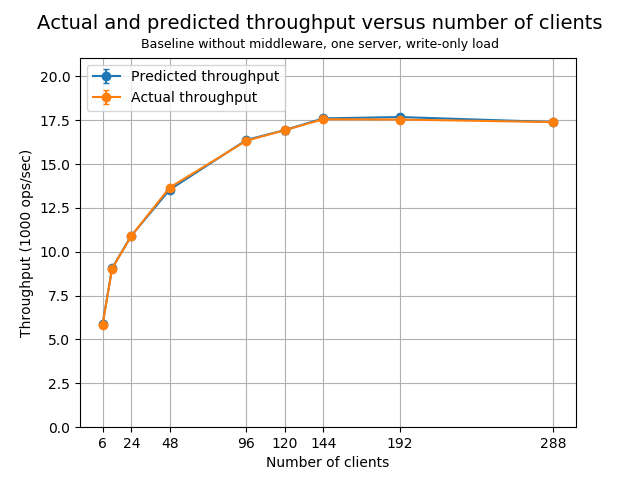 Actual and predicted throughput versus number of clients
Baseline without middleware, one server, write-only load
Predicted throughput
Actual throughput
Throughput (1000 ops/sec)
20.0
17.5
15.0
12.5
10.0
7.5
5.0
2.5
0.0
6 24 48 96 120 144 192 288
Number of clients